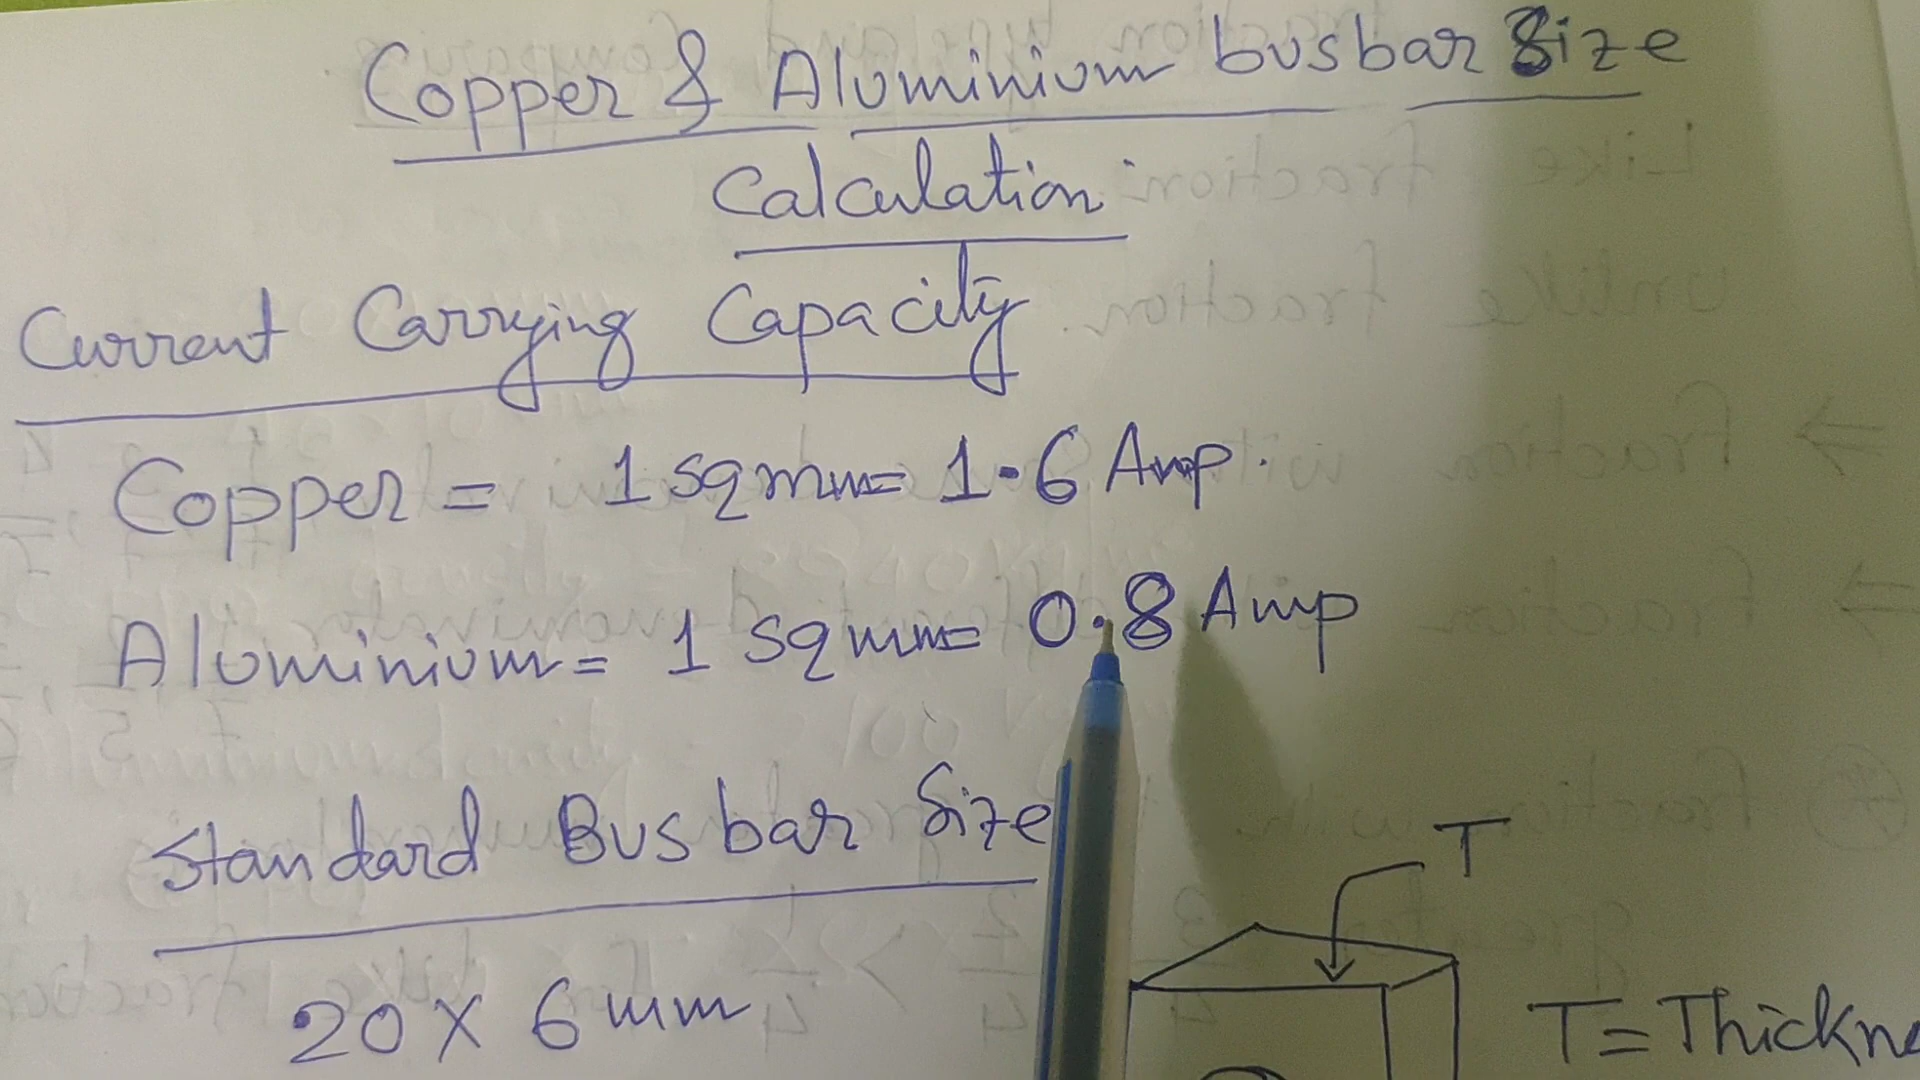 Copper & Aluminium busbar Size
Calculation
Current Carrying Capacity
Copper = 1 sqmm = 1.6 Amp.
Aluminium = 1 sqmm = 0.8 Amp
Standard Bus bar Size
20 X 6 mm
T
T = Thickne